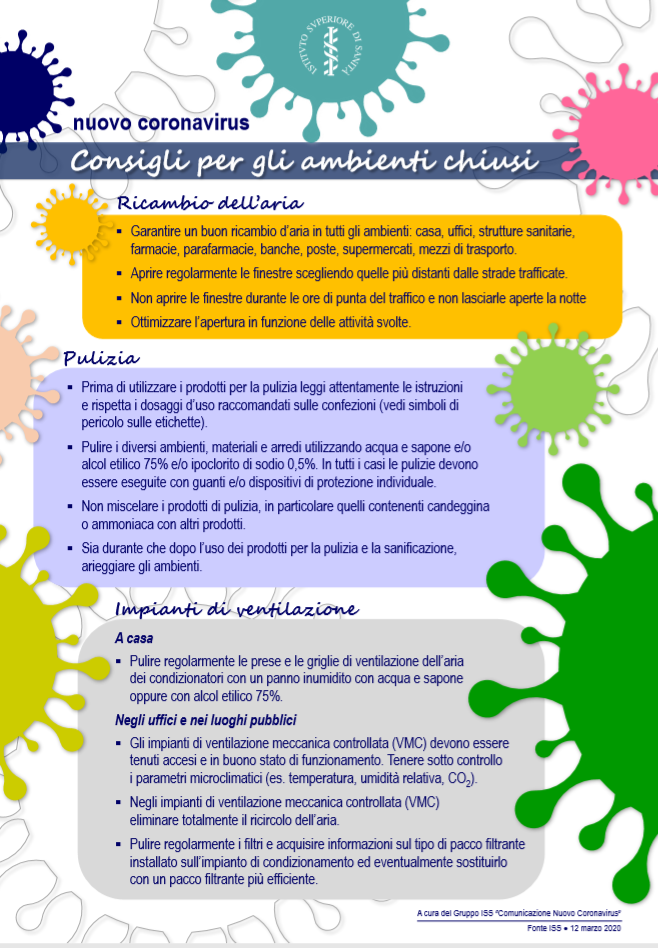 ISTITVTO SVPERIORE DI SANITÀ
nuovo coronavirus
Consigli per gli ambienti chiusi
Ricambio dell'aria
▪ Garantire un buon ricambio d'aria in tutti gli ambienti: casa, uffici, strutture sanitarie,
farmacie, parafarmacie, banche, poste, supermercati, mezzi di trasporto.
▪ Aprire regolarmente le finestre scegliendo quelle più distanti dalle strade trafficate.
▪ Non aprire le finestre durante le ore di punta del traffico e non lasciarle aperte la notte
▪ Ottimizzare l'apertura in funzione delle attività svolte.
Pulizia
▪ Prima di utilizzare i prodotti per la pulizia leggi attentamente le istruzioni
e rispetta i dosaggi d'uso raccomandati sulle confezioni (vedi simboli di
pericolo sulle etichette).
▪ Pulire i diversi ambienti, materiali e arredi utilizzando acqua e sapone e/o
alcol etilico 75% e/o ipoclorito di sodio 0,5%. In tutti i casi le pulizie devono
essere eseguite con guanti e/o dispositivi di protezione individuale.
▪ Non miscelare i prodotti di pulizia, in particolare quelli contenenti candeggina
o ammoniaca con altri prodotti.
▪ Sia durante che dopo l'uso dei prodotti per la pulizia e la sanificazione,
arieggiare gli ambienti.
Impianti di ventilazione
A casa
▪ Pulire regolarmente le prese e le griglie di ventilazione dell'aria
dei condizionatori con un panno inumidito con acqua e sapone
oppure con alcol etilico 75%.
Negli uffici e nei luoghi pubblici
▪ Gli impianti di ventilazione meccanica controllata (VMC) devono essere
tenuti accesi e in buono stato di funzionamento. Tenere sotto controllo
i parametri microclimatici (es. temperatura, umidità relativa, CO₂).
▪ Negli impianti di ventilazione meccanica controllata (VMC)
eliminare totalmente il ricircolo dell'aria.
▪ Pulire regolarmente i filtri e acquisire informazioni sul tipo di pacco filtrante
installato sull'impianto di condizionamento ed eventualmente sostituirlo
con un pacco filtrante più efficiente.
A cura del Gruppo ISS "Comunicazione Nuovo Coronavirus"
Fonte ISS • 12 marzo 2020